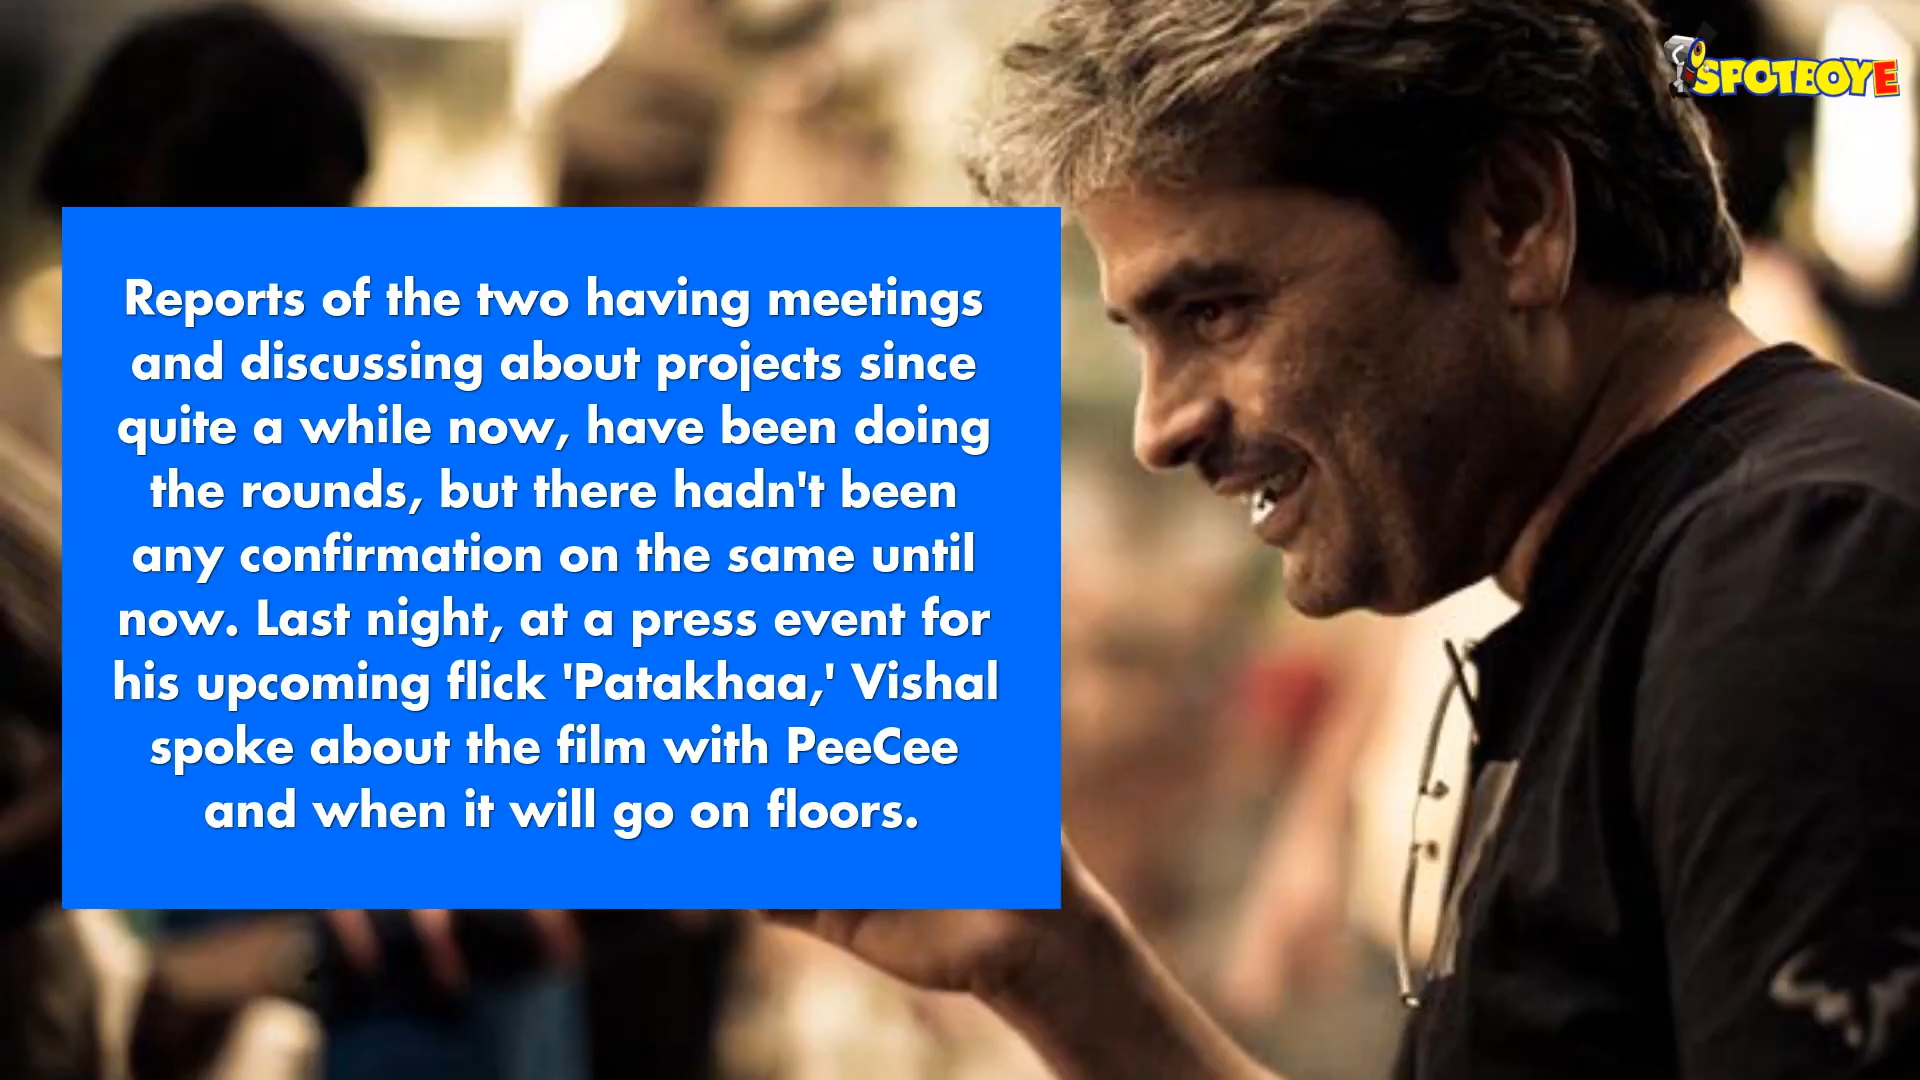 SPOTBOYE
Reports of the two having meetings
and discussing about projects since
quite a while now, have been doing
the rounds, but there hadn't been
any confirmation on the same until
now. Last night, at a press event for
his upcoming flick 'Patakhaa,' Vishal
spoke about the film with PeeCee
and when it will go on floors.